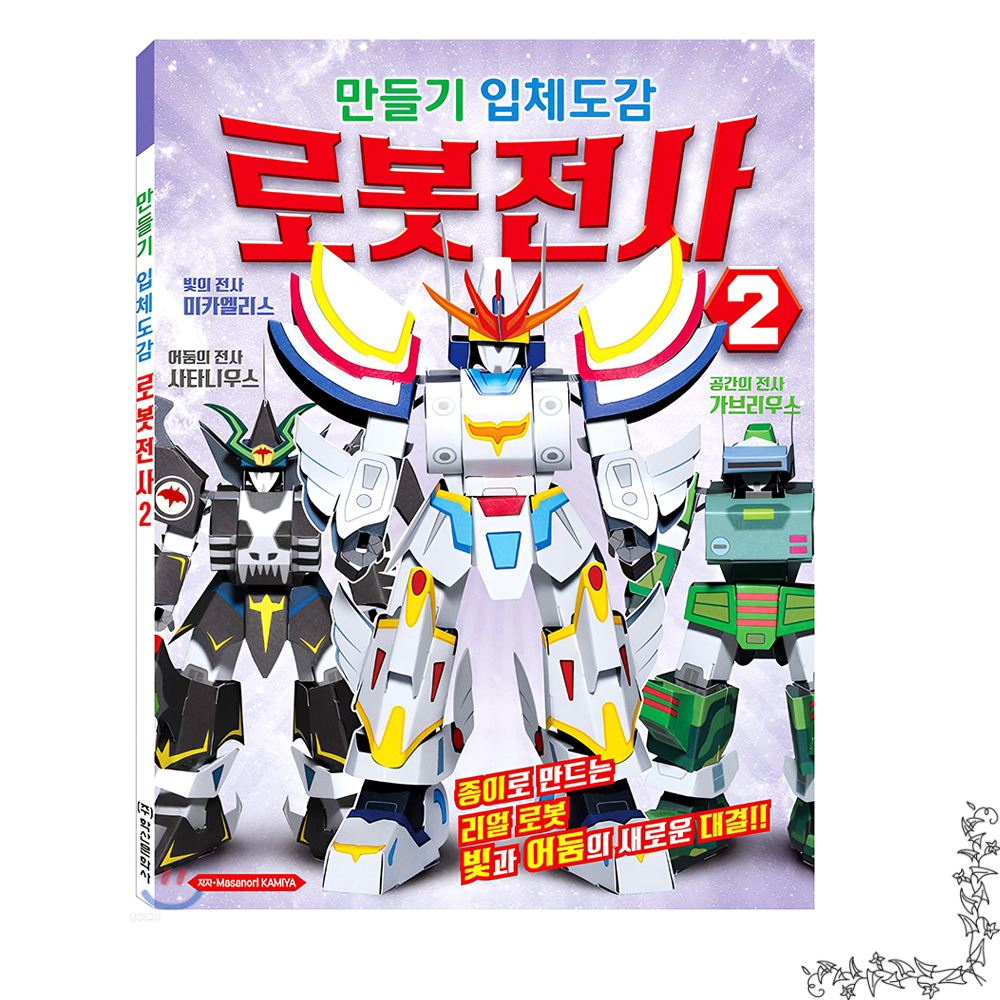 만들기 입체도감
로봇전사
2
빛의 전사
미카엘리스
어둠의 전사
사타니우스
공간의 전사
가브리우스
종이로 만드는
리얼 로봇
빛과 어둠의 새로운 대결!!
저자·Masanori KAMIYA
만들기 입체도감 로봇전사 2